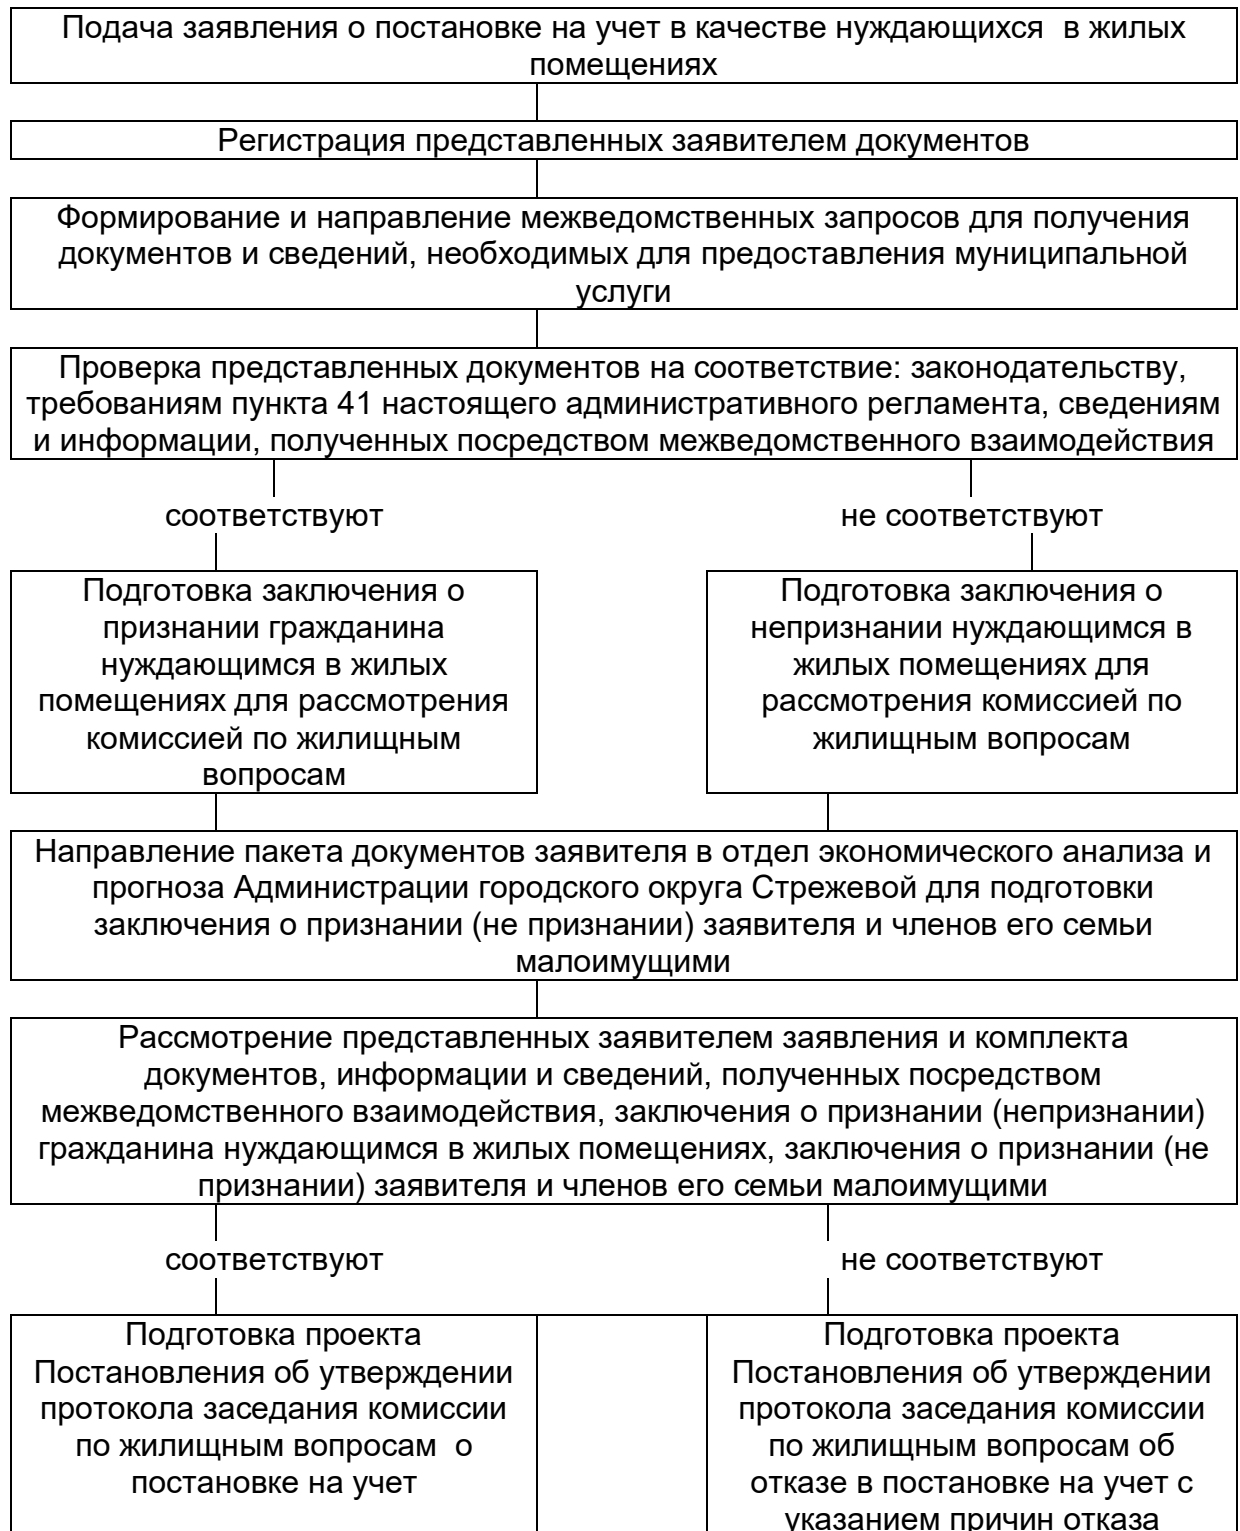 Подача заявления о постановке на учет в качестве нуждающихся в жилых
помещениях
Регистрация представленных заявителем документов
Формирование и направление межведомственных запросов для получения
документов и сведений, необходимых для предоставления муниципальной
услуги
Проверка представленных документов на соответствие: законодательству,
требованиям пункта 41 настоящего административного регламента, сведениям
и информации, полученных посредством межведомственного взаимодействия
соответствуют
не соответствуют
Подготовка заключения о
признании гражданина
нуждающимся в жилых
помещениях для рассмотрения
комиссией по жилищным
вопросам
Подготовка заключения о
непризнании нуждающимся в
жилых помещениях для
рассмотрения комиссией по
жилищным вопросам
Направление пакета документов заявителя в отдел экономического анализа и
прогноза Администрации городского округа Стрежевой для подготовки
заключения о признании (не признании) заявителя и членов его семьи
малоимущими
Рассмотрение представленных заявителем заявления и комплекта
документов, информации и сведений, полученных посредством
межведомственного взаимодействия, заключения о признании (непризнании)
гражданина нуждающимся в жилых помещениях, заключения о признании (не
признании) заявителя и членов его семьи малоимущими
соответствуют
не соответствуют
Подготовка проекта
Постановления об утверждении
протокола заседания комиссии
по жилищным вопросам о
постановке на учет
Подготовка проекта
Постановления об утверждении
протокола заседания комиссии
по жилищным вопросам об
отказе в постановке на учет с
указанием причин отказа